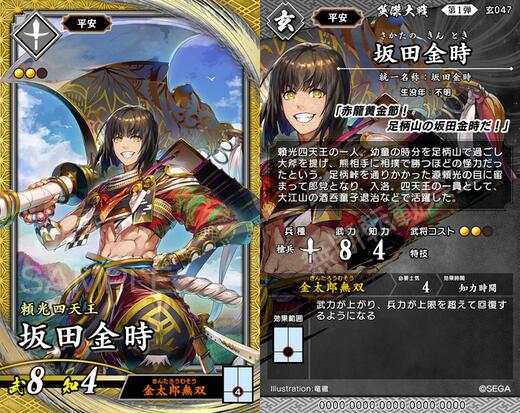 平安
頼光四天王
坂田金時
武8 知4
きんたろうむそう
金太郎無双
4
玄
平安
英傑大戦
第1弾
玄047
さかたの きん とき
坂田金時
統一名称:坂田金時
生没年:不明
「赤龍黄金節!
足柄山の坂田金時だ!」
頼光四天王の一人。幼童の時分を足柄山で過ごし
大斧を提げ、熊相手に相撲で勝つほどの怪力だっ
たという。足柄峠を通りかかった源頼光の目に留
まって郎党となり、入洛。四天王の一員として、
大江山の酒呑童子退治などで活躍した。
兵種 武力 知力 武将コスト
槍兵 8 4 特技
きんたろうむそう 必要士気 効果時間
金太郎無双 4 知力時間
効果範囲
武力が上がり、兵力が上限を超えて回復す
るようになる
Illustration:竜徹
©SEGA
0000-0000-0000-0000-0000